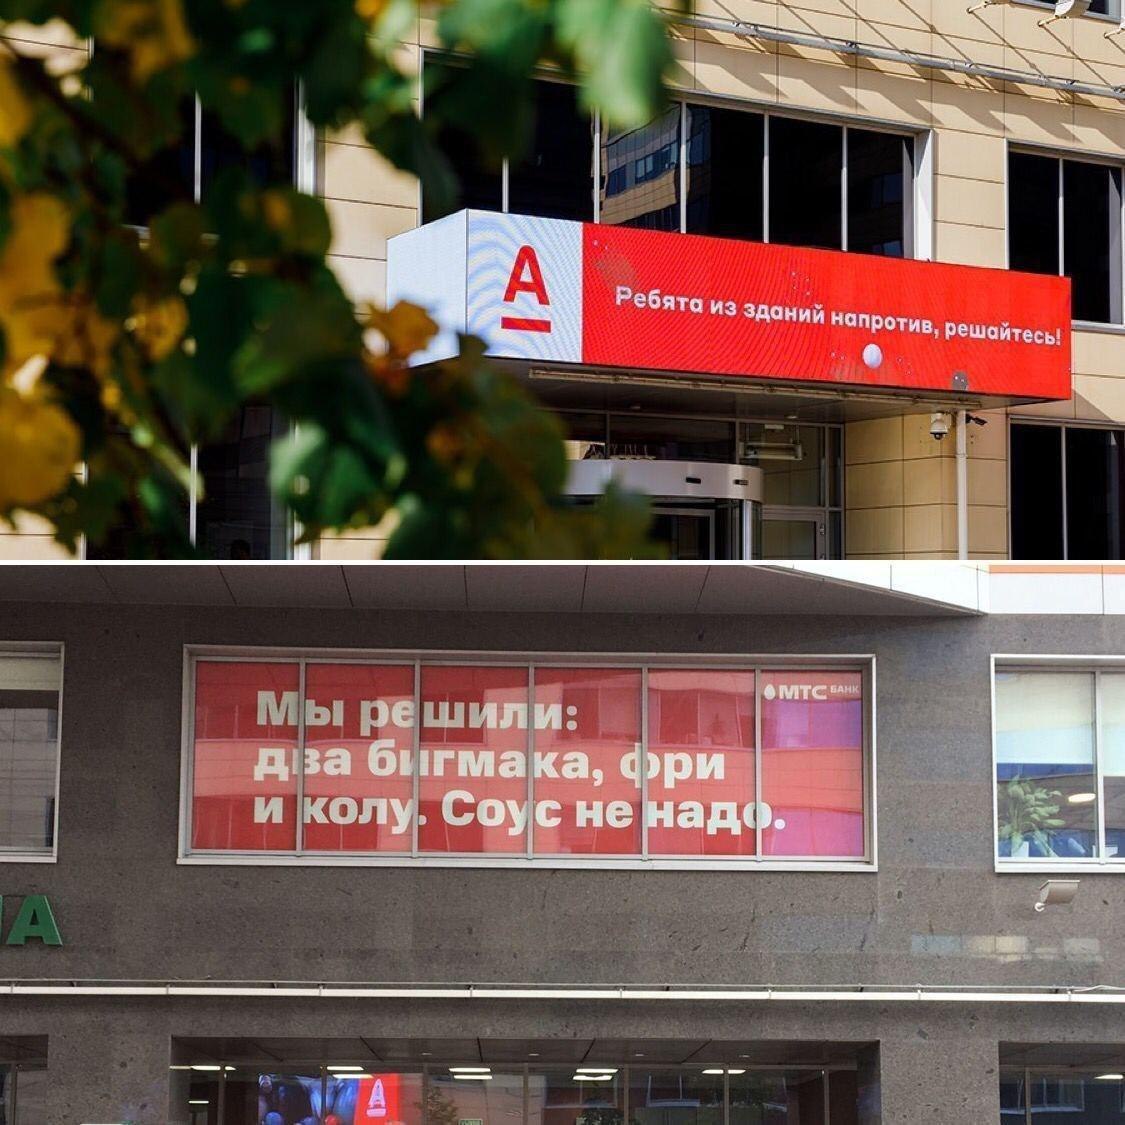 А
Ребята из зданий напротив, решайтесь!
МТС БАНК
Мы решили:
два бигмака, фри
и колу. Соус не надо.
А